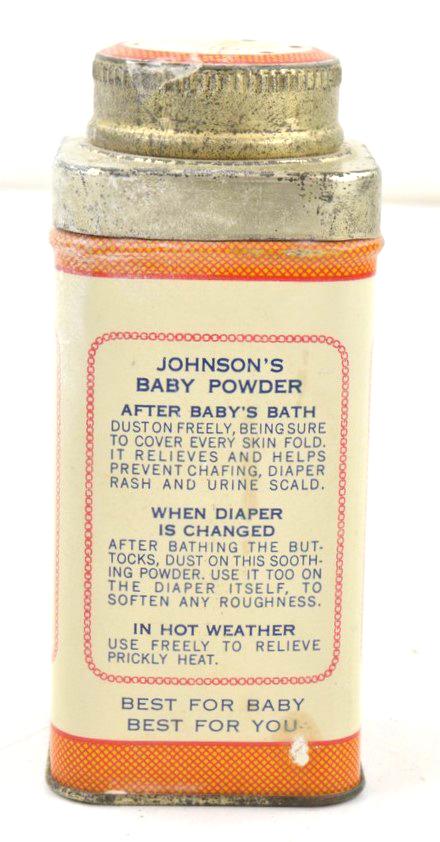 JOHNSON'S
BABY POWDER
AFTER BABY'S BATH
DUST ON FREELY, BEING SURE
TO COVER EVERY SKIN FOLD.
IT RELIEVES AND HELPS
PREVENT CHAFING, DIAPER
RASH AND URINE SCALD.
WHEN DIAPER
IS CHANGED
AFTER BATHING THE BUT-
TOCKS, DUST ON THIS SOOTH-
ING POWDER. USE IT TOO ON
THE DIAPER ITSELF, TO
SOFTEN ANY ROUGHNESS.
IN HOT WEATHER
USE FREELY TO RELIEVE
PRICKLY HEAT.
BEST FOR BABY
BEST FOR YOU